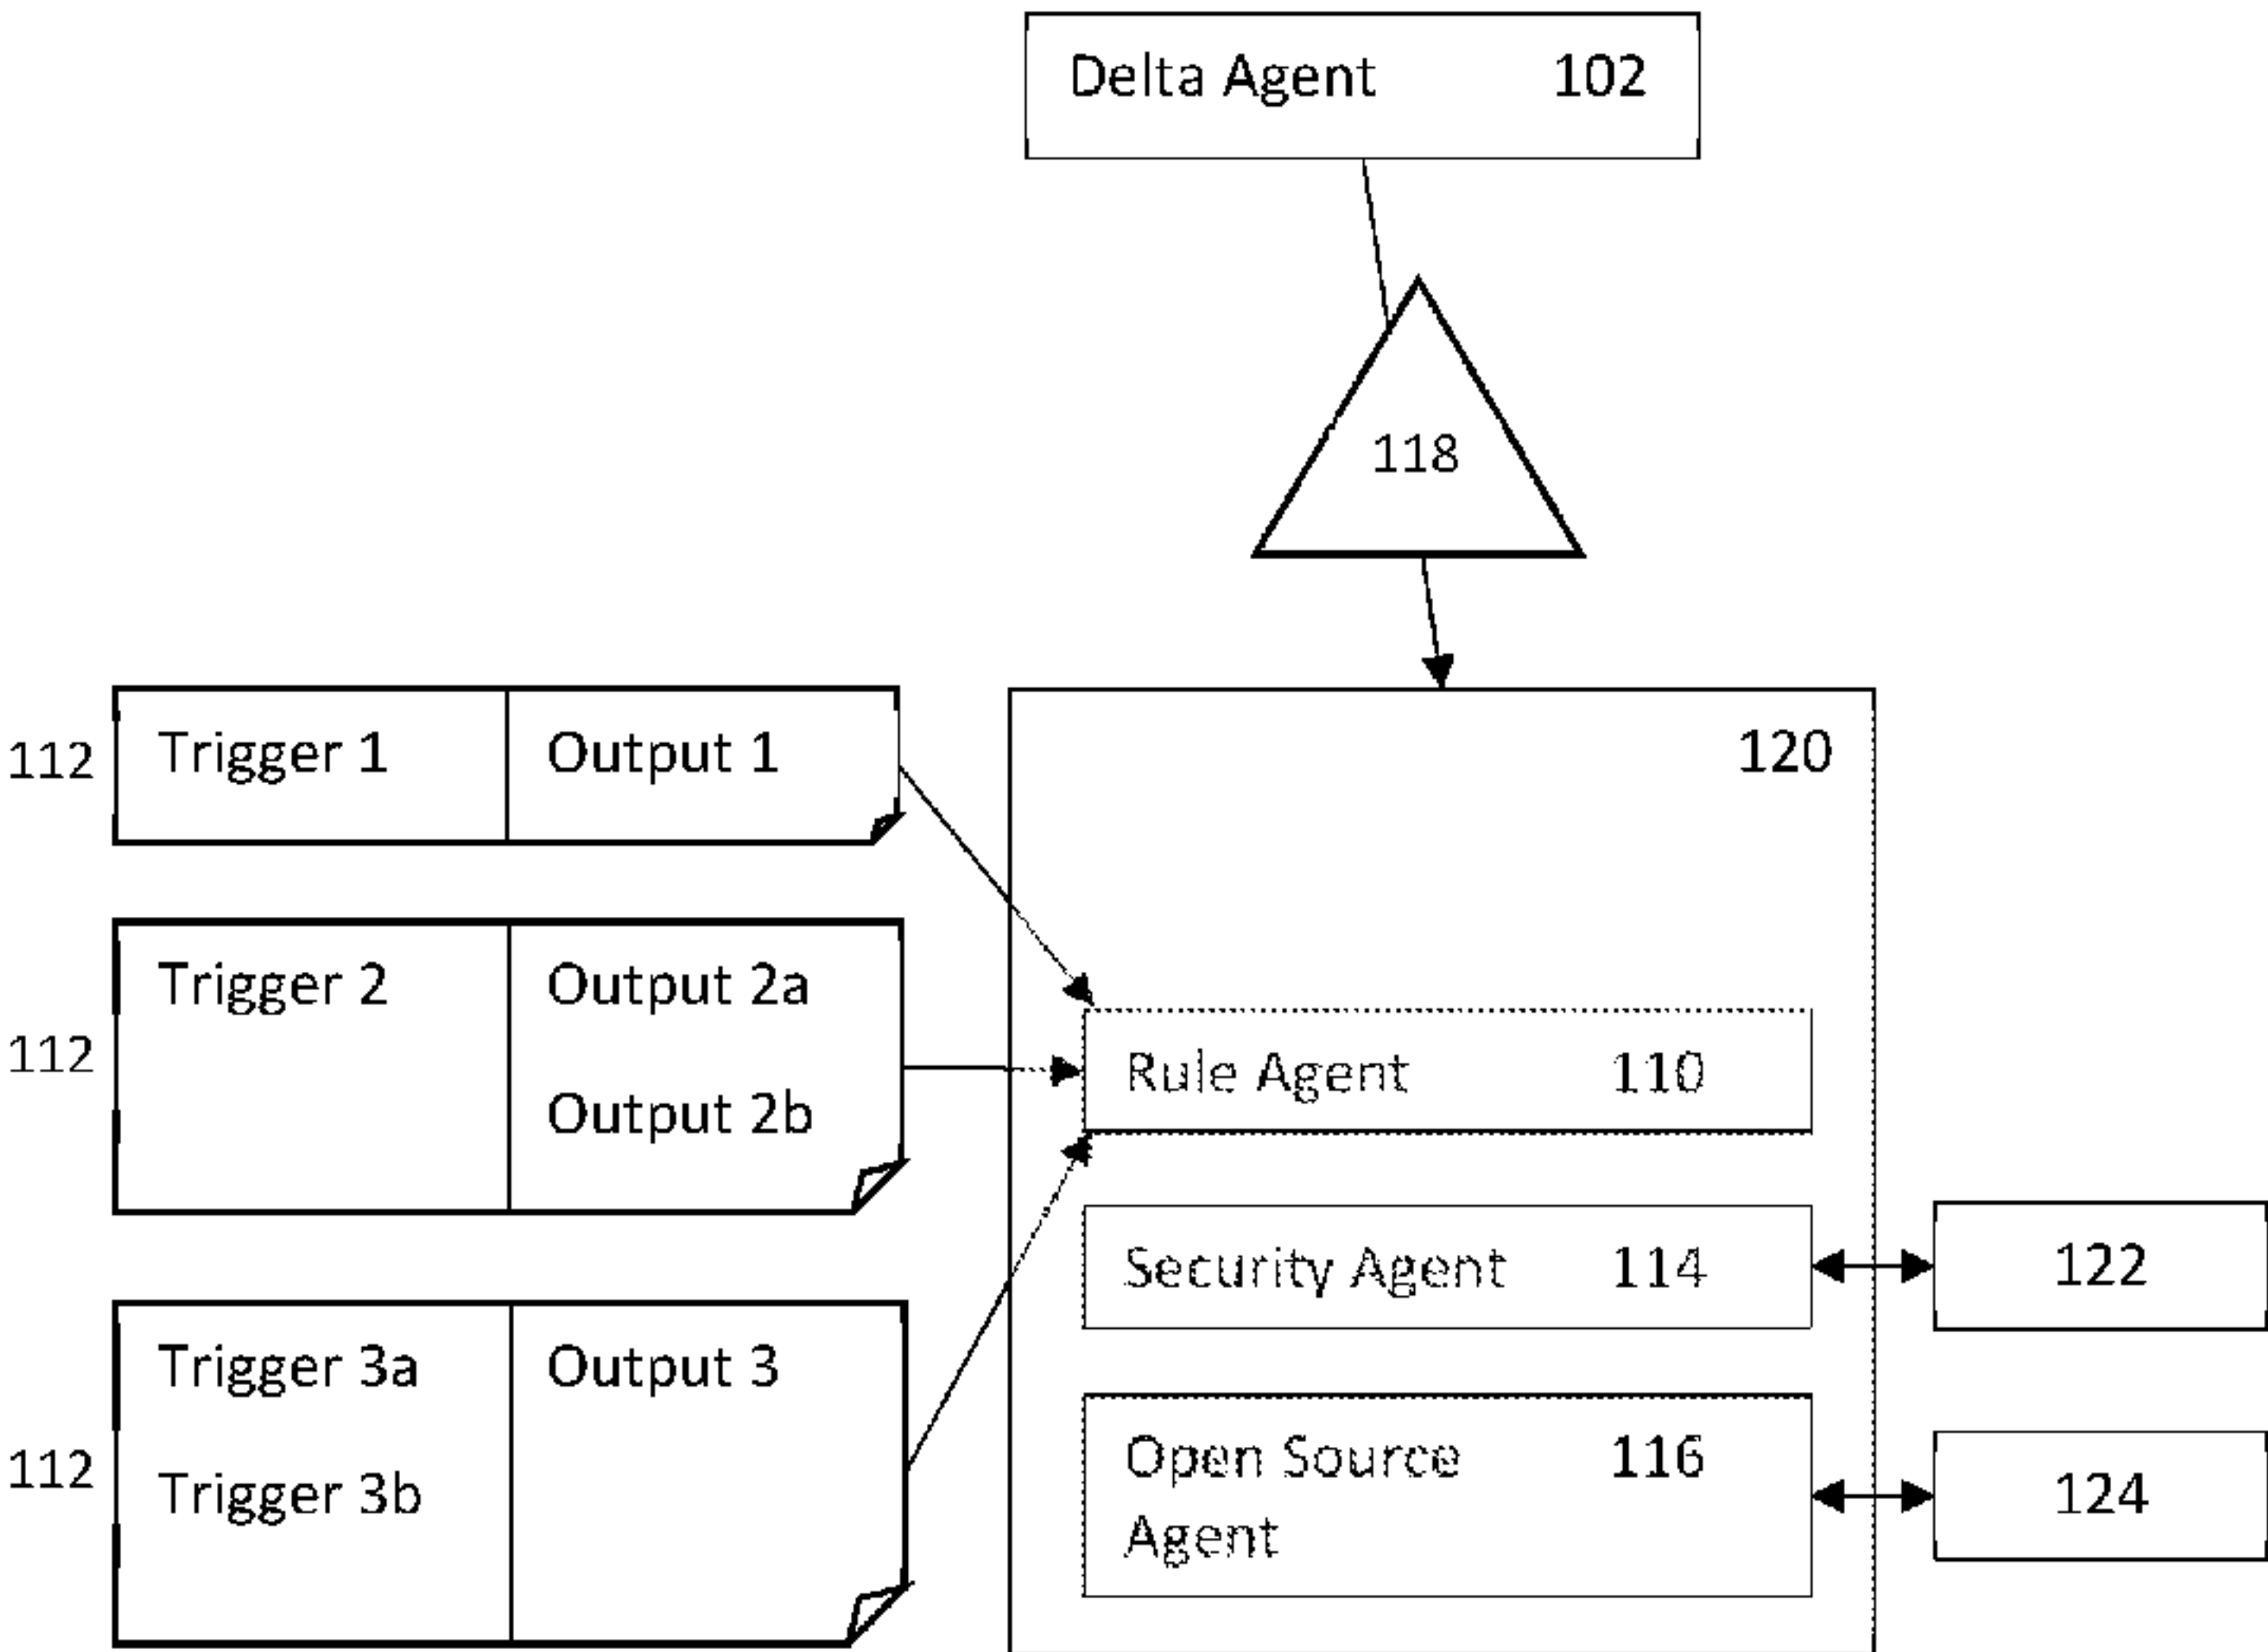 Delta Agent 102
118
120
112 Trigger 1 Output 1
112 Trigger 2 Output 2a
Output 2b
112 Trigger 3a Output 3
Trigger 3b
Rule Agent 110
Security Agent 114
122
Open Source 116
Agent
124